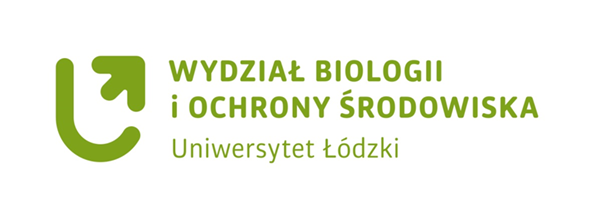 WYDZIAŁ BIOLOGII
i OCHRONY ŚRODOWISKA
Uniwersytet Łódzki